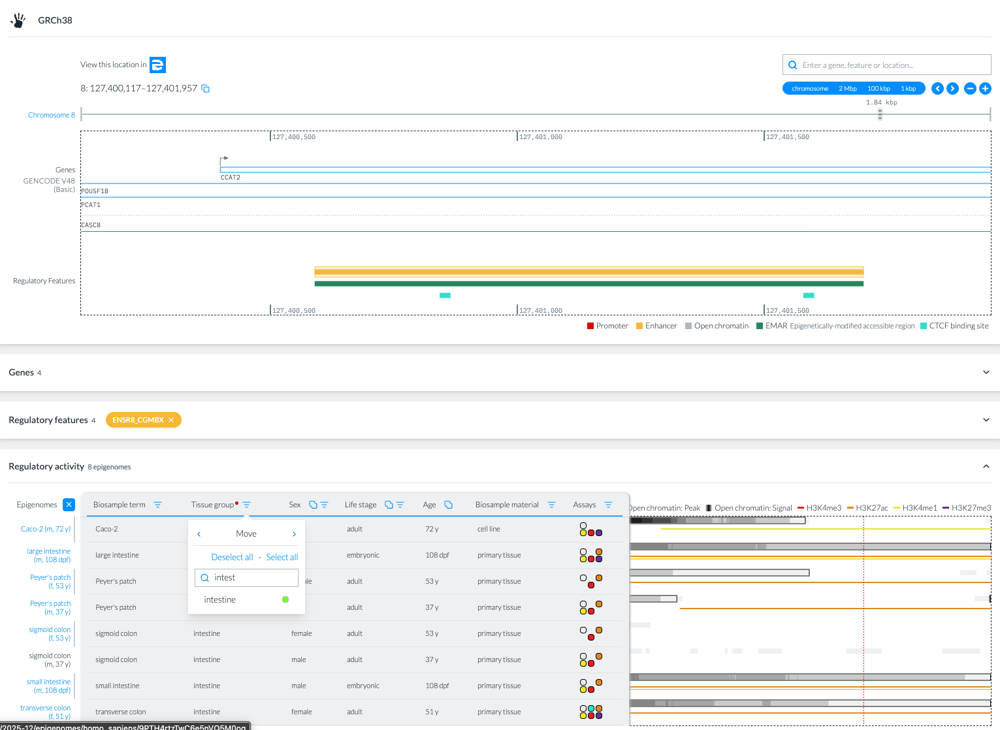 GRCh38
View this location in
Enter a gene, feature or location...
8: 127,400,117–127,401,957
chromosome 2 Mbp 100 kbp 1 kbp
1.84 kbp
Chromosome 8
127,400,500 127,401,000 127,401,500
Genes
GENCODE V48
(Basic)
CCAT2
POU5F1B
PCAT1
CASC8
Regulatory Features
127,400,500 127,401,000 127,401,500
Promoter Enhancer Open chromatin EMAR Epigenetically-modified accessible region CTCF binding site
Genes 4
Regulatory features 4 ENSR8_CGMBX
Regulatory activity 8 epigenomes
Epigenomes Biosample term Tissue group Sex Life stage Age Biosample material Assays
Open chromatin: Peak Open chromatin: Signal H3K4me3 H3K27ac H3K4me1 H3K27me3
Caco-2 (m, 72 y) Caco-2 adult 72 y cell line
Move
large intestine
(m, 108 dpf) large intestine embryonic 108 dpf primary tissue
Deselect all - Select all
Peyer's patch
(f, 53 y) Peyer's patch le adult 53 y primary tissue
intest
intestine
Peyer's patch
(m, 37 y) Peyer's patch adult 37 y primary tissue
sigmoid colon
(f, 53 y) sigmoid colon intestine female adult 53 y primary tissue
sigmoid colon
(m, 37 y) sigmoid colon intestine male adult 37 y primary tissue
small intestine
(m, 108 dpf) small intestine intestine male embryonic 108 dpf primary tissue
transverse colon
(f, 51 y) transverse colon intestine female adult 51 y primary tissue